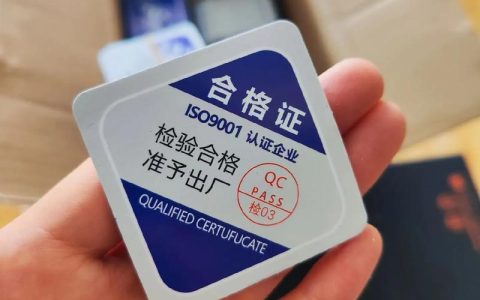 合格证
ISO9001 认证企业
检验合格
准予出厂
QC
PASS
检03
QUALIFIED CERTUFUCATE